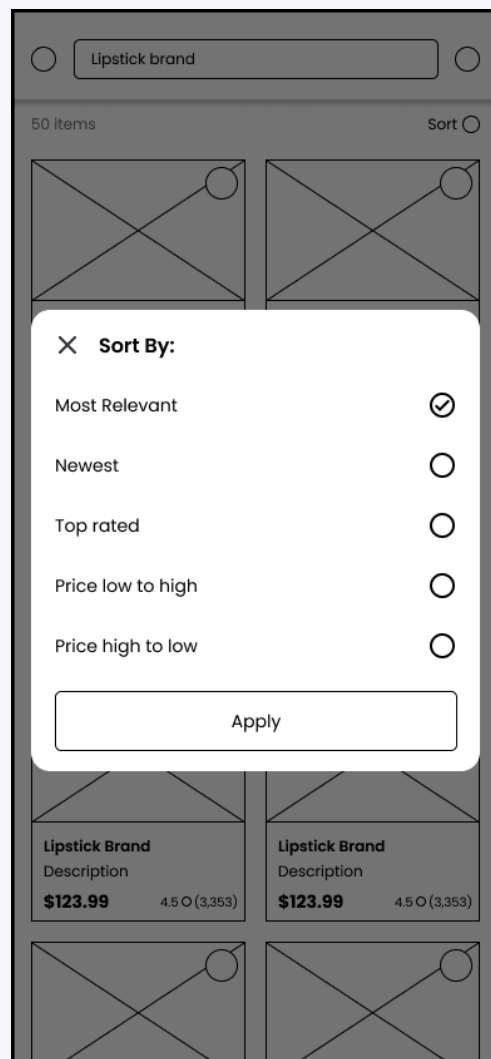 Lipstick brand
50 items
Sort
Sort By:
Most Relevant
Newest
Top rated
Price low to high
Price high to low
Apply
Lipstick Brand
Description
$123.99 4.5 (3,353)
Lipstick Brand
Description
$123.99 4.5 (3,353)